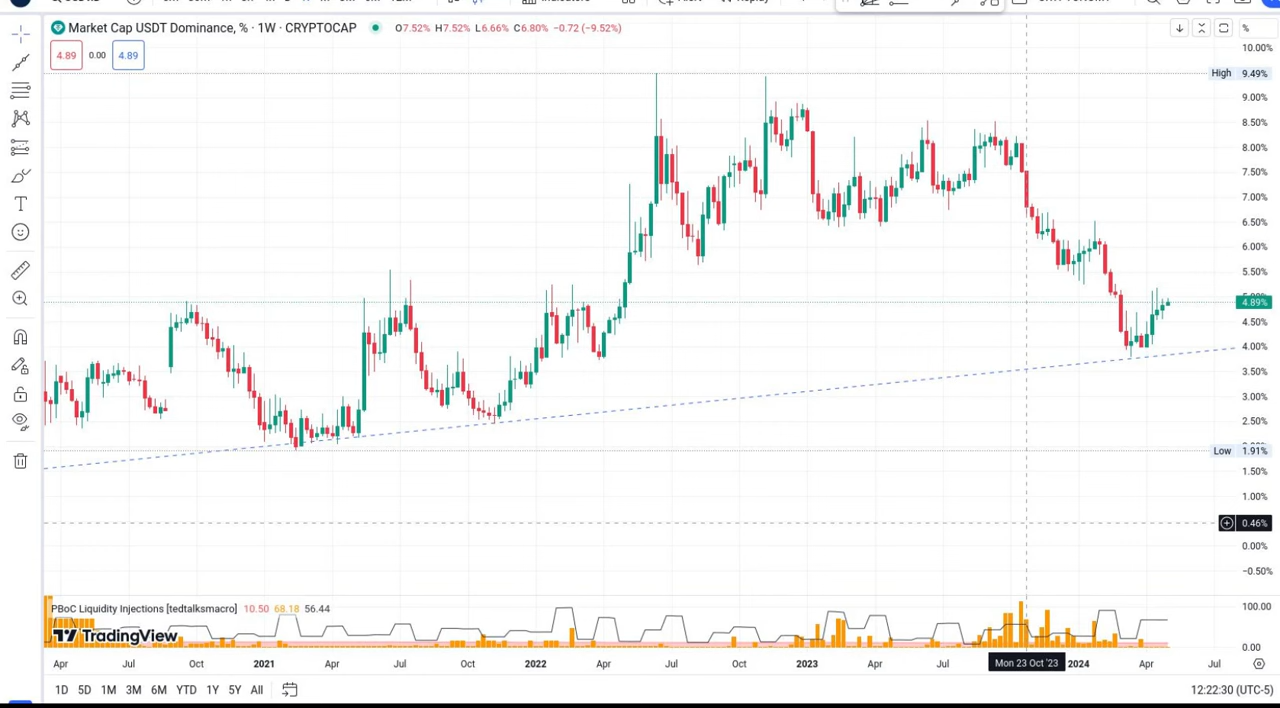 Market Cap USDT Dominance, % · 1W · CRYPTOCAP O7.52% H7.52% L6.66% C6.80% −0.72 (−9.52%) %
4.89 0.00 4.89
10.00%
High 9.49%
9.00%
8.50%
8.00%
7.50%
7.00%
6.50%
6.00%
5.50%
4.89%
4.50%
4.00%
3.50%
3.00%
2.50%
Low 1.91%
1.50%
1.00%
0.46%
0.00%
−0.50%
PBoC Liquidity Injections [tedtalksmacro] 10.50 68.18 56.44
100.00
TradingView
0.00
Apr Jul Oct 2021 Apr Jul Oct 2022 Apr Jul Oct 2023 Apr Jul Mon 23 Oct '23 2024 Apr Jul
1D 5D 1M 3M 6M YTD 1Y 5Y All 12:22:30 (UTC-5)